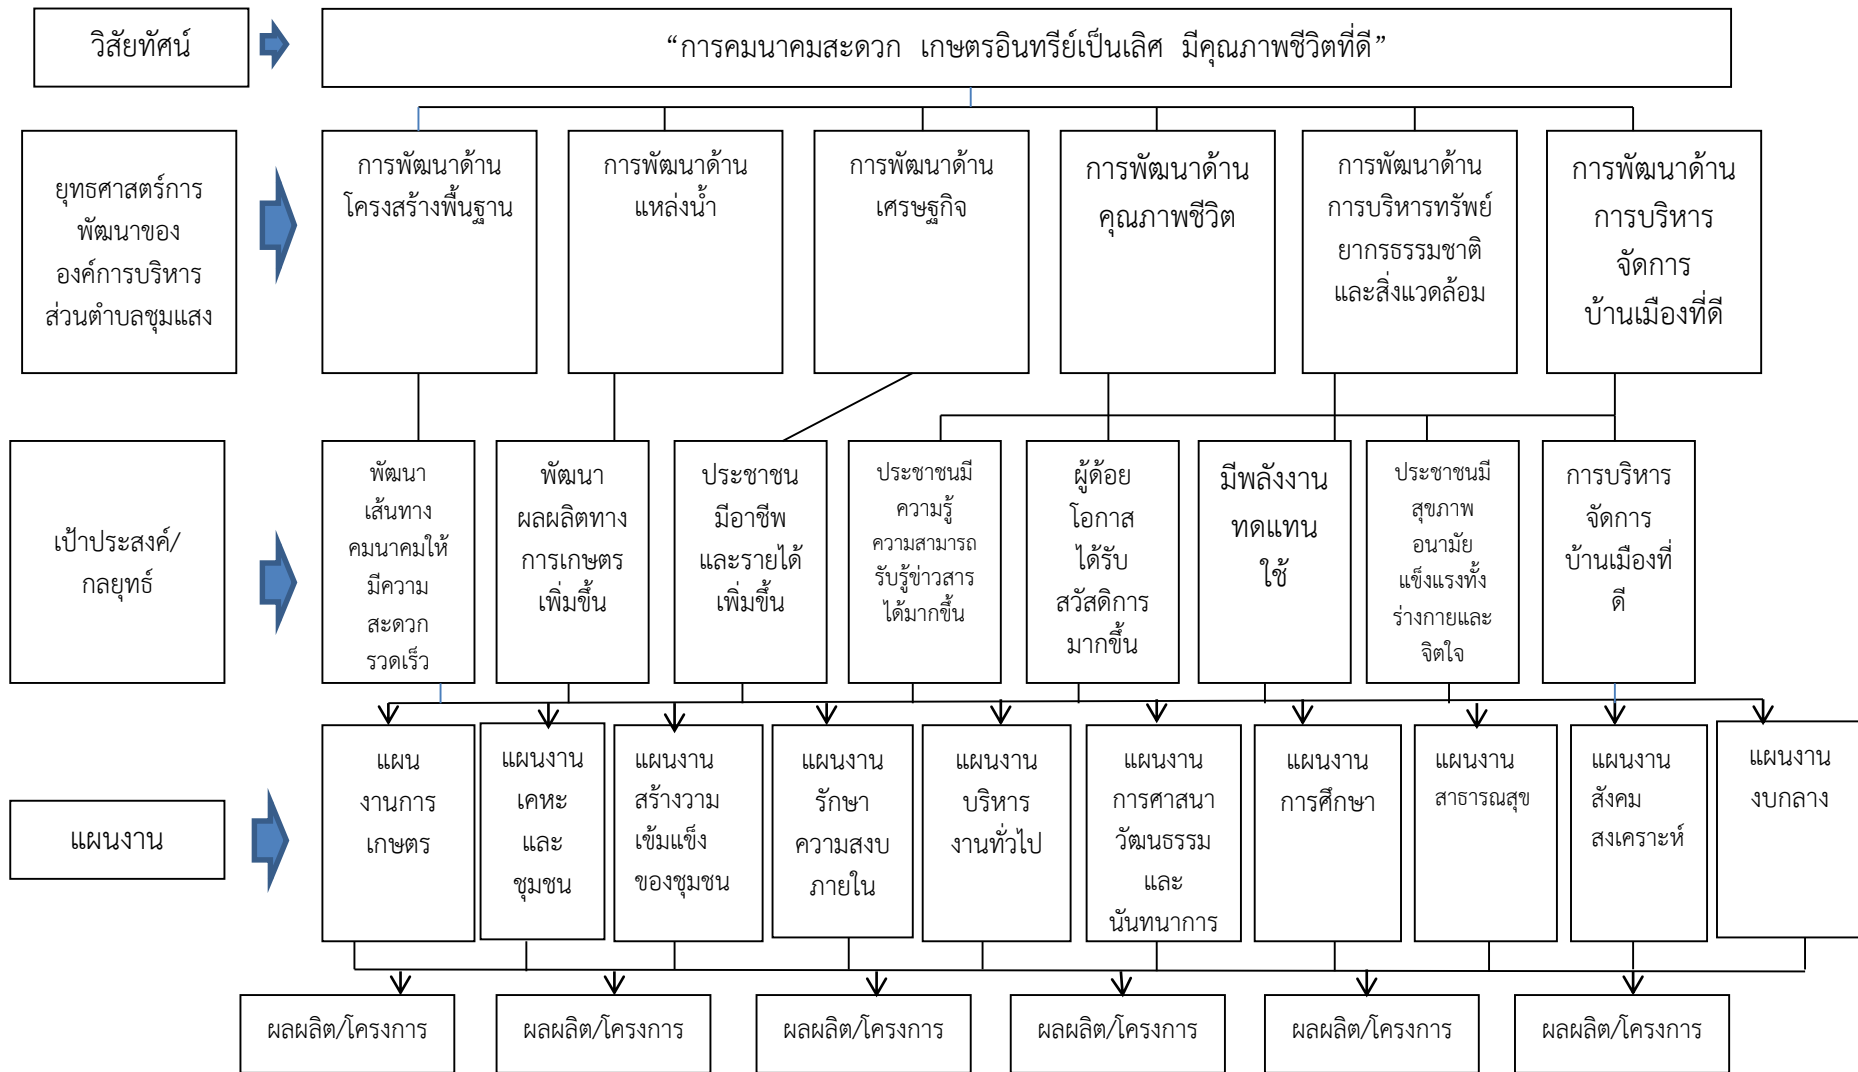 วิสัยทัศน์
“การคมนาคมสะดวก เกษตรอินทรีย์เป็นเลิศ มีคุณภาพชีวิตที่ดี”
ยุทธศาสตร์การ
พัฒนาของ
องค์การบริหาร
ส่วนตำบลชุมแสง
การพัฒนาด้าน
โครงสร้างพื้นฐาน
การพัฒนาด้าน
แหล่งน้ำ
การพัฒนาด้าน
เศรษฐกิจ
การพัฒนาด้าน
คุณภาพชีวิต
การพัฒนาด้าน
การบริหารทรัพย์
ยากรธรรมชาติ
และสิ่งแวดล้อม
การพัฒนาด้าน
การบริหาร
จัดการ
บ้านเมืองที่ดี
เป้าประสงค์/
กลยุทธ์
พัฒนา
เส้นทาง
คมนาคมให้
มีความ
สะดวก
รวดเร็ว
พัฒนา
ผลผลิตทาง
การเกษตร
เพิ่มขึ้น
ประชาชน
มีอาชีพ
และรายได้
เพิ่มขึ้น
ประชาชนมี
ความรู้
ความสามารถ
รับรู้ข่าวสาร
ได้มากขึ้น
ผู้ด้อย
โอกาส
ได้รับ
สวัสดิการ
มากขึ้น
มีพลังงาน
ทดแทน
ใช้
ประชาชนมี
สุขภาพ
อนามัย
แข็งแรงทั้ง
ร่างกายและ
จิตใจ
การบริหาร
จัดการ
บ้านเมืองที่
ดี
แผนงาน
แผน
งานการ
เกษตร
แผนงาน
เคหะ
และ
ชุมชน
แผนงาน
สร้างวาม
เข้มแข็ง
ของชุมชน
แผนงาน
รักษา
ความสงบ
ภายใน
แผนงาน
บริหาร
งานทั่วไป
แผนงาน
การศาสนา
วัฒนธรรม
และ
นันทนาการ
แผนงาน
การศึกษา
แผนงาน
สาธารณสุข
แผนงาน
สังคม
สงเคราะห์
แผนงาน
งบกลาง
ผลผลิต/โครงการ
ผลผลิต/โครงการ
ผลผลิต/โครงการ
ผลผลิต/โครงการ
ผลผลิต/โครงการ
ผลผลิต/โครงการ